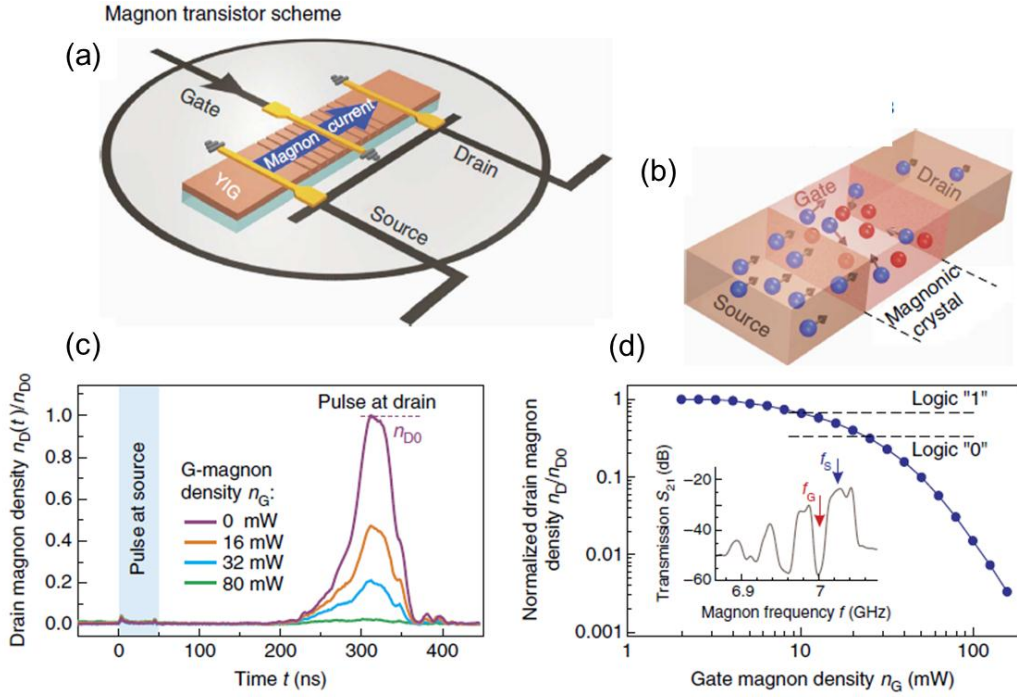 Magnon transistor scheme
(a)
Gate
Magnon current
YIG
Drain
Source
(b)
Gate
Drain
Source
Magnonic
crystal
(c)
Drain magnon density n_D(t)/n_D0
1.0
0.8
0.6
0.4
0.2
0.0
Pulse at source
Pulse at drain
n_D0
G-magnon
density n_G:
0 mW
16 mW
32 mW
80 mW
0
100
200
300
400
Time t (ns)
(d)
Normalized drain magnon
density n_D/n_D0
1
0.1
0.01
0.001
Logic "1"
Logic "0"
Transmission S_21 (dB)
−20
−40
−60
f_S
f_G
6.9
7
Magnon frequency f (GHz)
1
10
100
Gate magnon density n_G (mW)